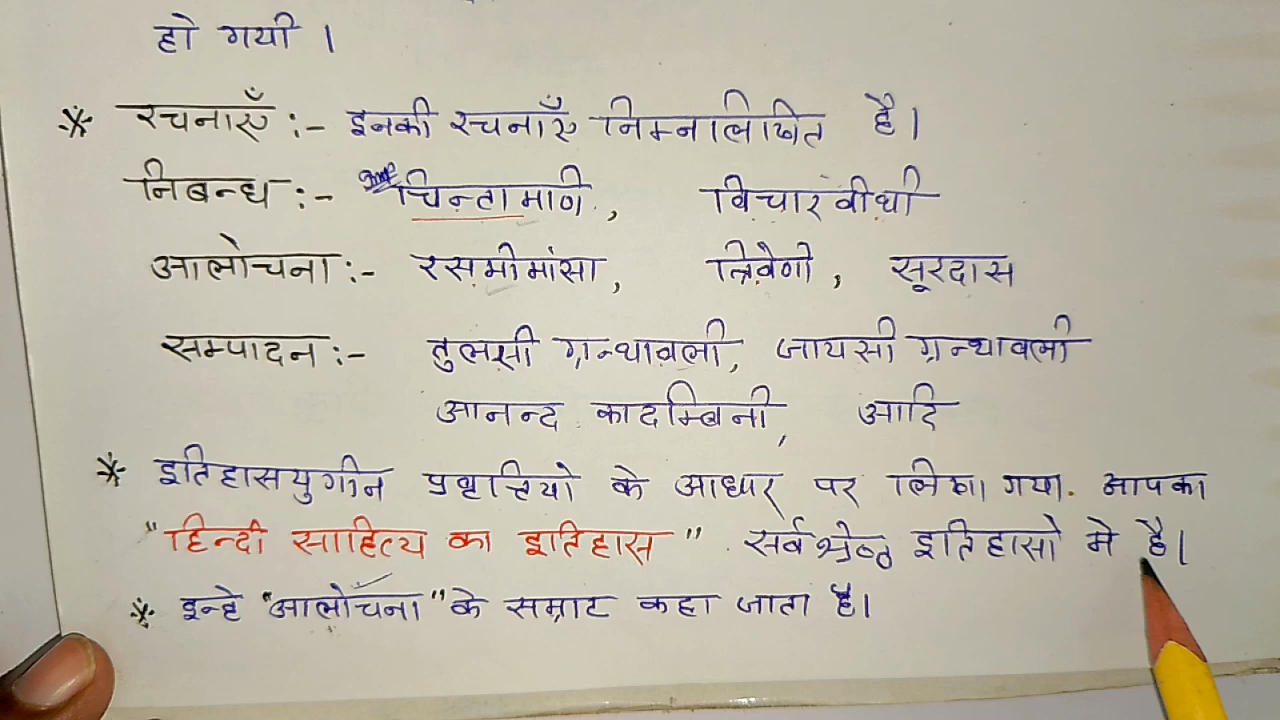 हो गयी ।
* रचनाएँ :- इनकी रचनाएँ निम्नलिखित है।
निबन्ध :- चिन्तामणि, विचारवीथी
आलोचना :- रसमीमांसा, त्रिवेणी, सूरदास
सम्पादन :- तुलसी ग्रन्थावली, जायसी ग्रन्थावली
आनन्द कादम्बिनी, आदि
* इतिहासयुगीन प्रवृत्तियो के आधार पर लिखा गया. आपका
"हिन्दी साहित्य का इतिहास" सर्वश्रेष्ठ इतिहासो मे है।
* इन्हे "आलोचना" के सम्राट कहा जाता है।